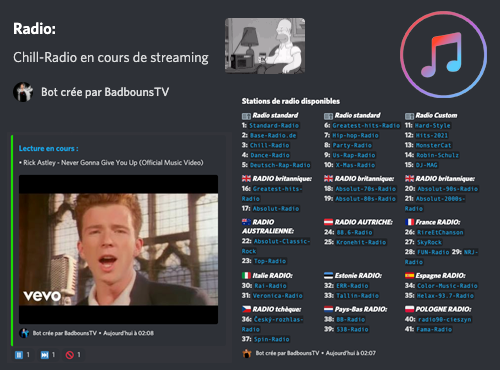 Radio:
Chill-Radio en cours de streaming
Bot crée par BadbounsTV
Lecture en cours :
• Rick Astley - Never Gonna Give You Up (Official Music Video)
vevo
Bot crée par BadbounsTV • Aujourd'hui à 02:08
1 1 1
Stations de radio disponibles
Radio standard
1: Standard-Radio
2: Base-Radio.de
3: Chill-Radio
4: Dance-Radio
5: Deutsch-Rap-Radio
Radio standard
6: Greatest-hits-Radio
7: Hip-hop-Radio
8: Party-Radio
9: Us-Rap-Radio
10: X-Mas-Radio
Radio Custom
11: Hard-Style
12: Hits-2021
13: MonsterCat
14: Robin-Schulz
15: DJ-MAG
RADIO britannique:
16: Greatest-hits-
Radio
17: Absolut-Radio
RADIO britannique:
18: Absolut-70s-Radio
19: Absolut-80s-Radio
RADIO britannique:
20: Absolut-90s-Radio
21: Absolut-2000s-
Radio
RADIO
AUSTRALIENNE:
22: Absolut-Classic-
Rock
23: Top-Radio
RADIO AUTRICHE:
24: 88.6-Radio
25: Kronehit-Radio
France RADIO:
26: RireEtChanson
27: SkyRock
28: FUN-Radio 29: NRJ-
Radio
Italie RADIO:
30: Rai-Radio
31: Veronica-Radio
Estonie RADIO:
32: ERR-Radio
33: Tallin-Radio
Espagne RADIO:
34: Color-Music-Radio
35: Helax-93.7-Radio
RADIO tchèque:
36: Český-rozhlas-
Radio
37: Spin-Radio
Pays-Bas RADIO:
38:
39: 538-Radio
POLOGNE RADIO:
40: radio90-cieszyn
41: Fama-Radio
Bot crée par BadbounsTV • Aujourd'hui à 02:07